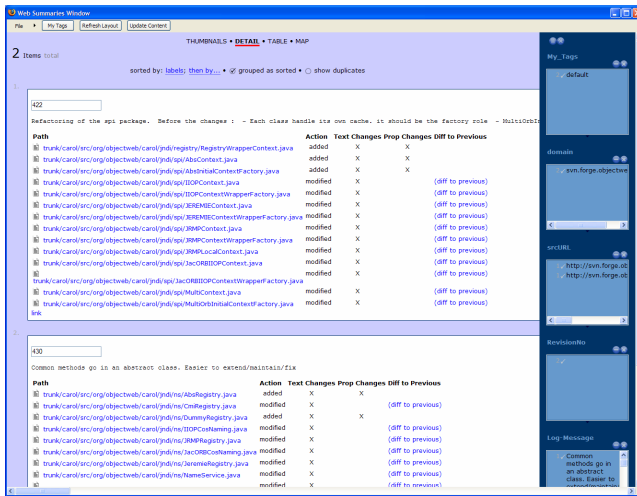 Web Summaries Window
File My Tags Refresh Layout Update Content
THUMBNAILS • DETAIL • TABLE • MAP
2 Items total
sorted by: labels; then by... • grouped as sorted • show duplicates
1.
422
Refactoring of the spi package. Before the changes : - Each class handle its own cache. it should be the factory role - MultiOrbIn
Path Action Text Changes Prop Changes Diff to Previous
trunk/carol/src/org/objectweb/carol/jndi/registry/RegistryWrapperContext.java added X X
trunk/carol/src/org/objectweb/carol/jndi/spi/AbsContext.java added X X
trunk/carol/src/org/objectweb/carol/jndi/spi/AbsInitialContextFactory.java added X X
trunk/carol/src/org/objectweb/carol/jndi/spi/IIOPContext.java modified X (diff to previous)
trunk/carol/src/org/objectweb/carol/jndi/spi/IIOPContextWrapperFactory.java modified X (diff to previous)
trunk/carol/src/org/objectweb/carol/jndi/spi/JEREMIEContext.java modified X (diff to previous)
trunk/carol/src/org/objectweb/carol/jndi/spi/JEREMIEContextWrapperFactory.java modified X (diff to previous)
trunk/carol/src/org/objectweb/carol/jndi/spi/JRMPContext.java modified X (diff to previous)
trunk/carol/src/org/objectweb/carol/jndi/spi/JRMPContextWrapperFactory.java modified X (diff to previous)
trunk/carol/src/org/objectweb/carol/jndi/spi/JRMPLocalContext.java modified X (diff to previous)
trunk/carol/src/org/objectweb/carol/jndi/spi/JacORBIIOPContext.java modified X (diff to previous)
modified X (diff to previous)
trunk/carol/src/org/objectweb/carol/jndi/spi/JacORBIIOPContextWrapperFactory.java
trunk/carol/src/org/objectweb/carol/jndi/spi/MultiContext.java modified X (diff to previous)
trunk/carol/src/org/objectweb/carol/jndi/spi/MultiOrbInitialContextFactory.java modified X (diff to previous)
link
2.
430
Common methods go in an abstract class. Easier to extend/maintain/fix
Path Action Text Changes Prop Changes Diff to Previous
trunk/carol/src/org/objectweb/carol/jndi/ns/AbsRegistry.java added X X
trunk/carol/src/org/objectweb/carol/jndi/ns/CmiRegistry.java modified X (diff to previous)
trunk/carol/src/org/objectweb/carol/jndi/ns/DummyRegistry.java added X X
trunk/carol/src/org/objectweb/carol/jndi/ns/IIOPCosNaming.java modified X (diff to previous)
trunk/carol/src/org/objectweb/carol/jndi/ns/JRMPRegistry.java modified X (diff to previous)
trunk/carol/src/org/objectweb/carol/jndi/ns/JacORBCosNaming.java modified X (diff to previous)
trunk/carol/src/org/objectweb/carol/jndi/ns/JeremieRegistry.java modified X (diff to previous)
trunk/carol/src/org/objectweb/carol/jndi/ns/NameService.java modified X (diff to previous)
My_Tags
default
domain
svn.forge.objectwe
srcURL
http://svn.forge.ob
http://svn.forge.ob
RevisionNo
Log-Message
Common
methods go in
an abstract
class. Easier to
extend/maintain